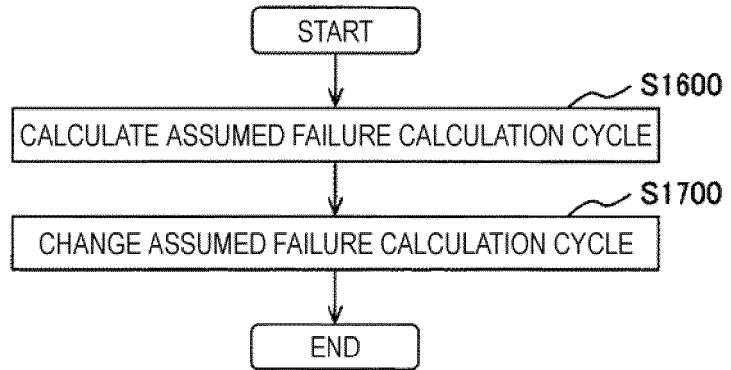 START
S1600
CALCULATE ASSUMED FAILURE CALCULATION CYCLE
S1700
CHANGE ASSUMED FAILURE CALCULATION CYCLE
END